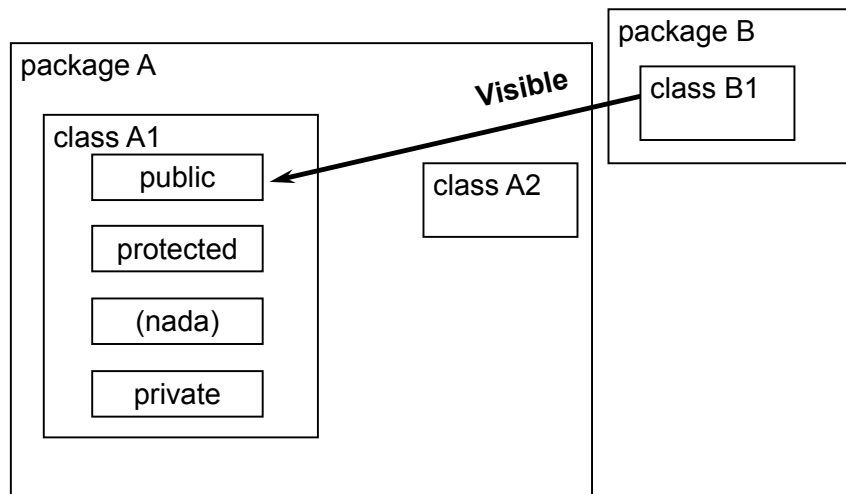 package A
class A1
public
protected
(nada)
private
Visible
class A2
package B
class B1